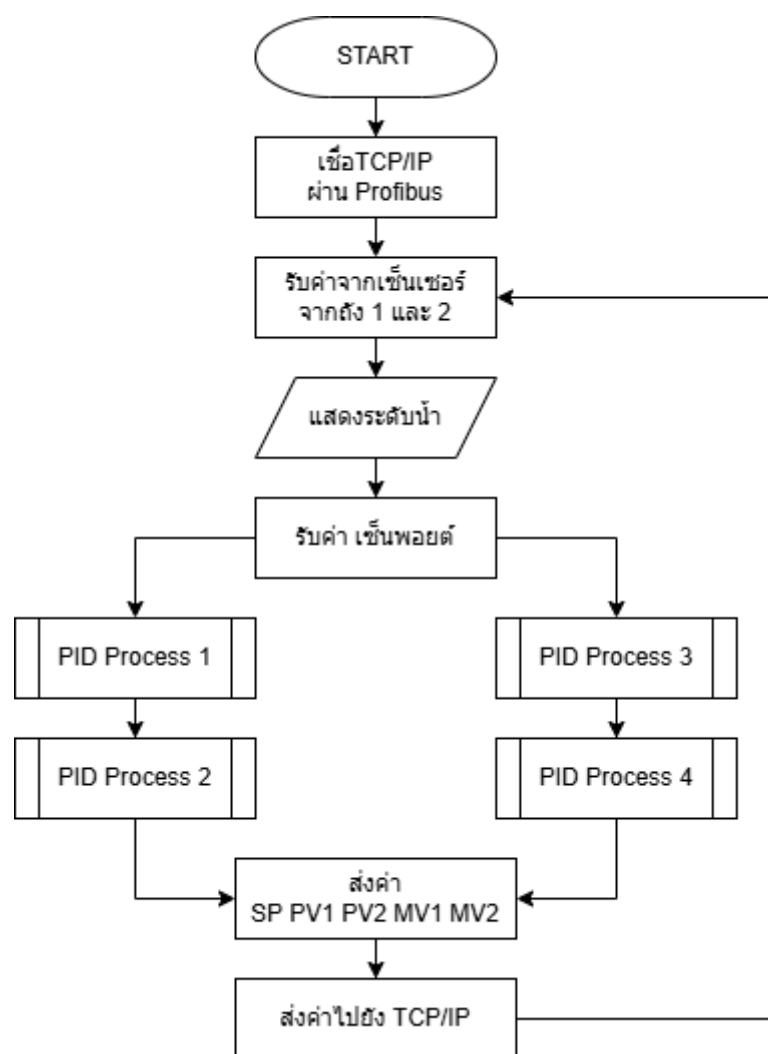 START
เชื่อTCP/IP
ผ่าน Profibus
รับค่าจากเซ็นเซอร์
จากถัง 1 และ 2
แสดงระดับน้ำ
รับค่า เซ็นพอยต์
PID Process 1
PID Process 3
PID Process 2
PID Process 4
ส่งค่า
SP PV1 PV2 MV1 MV2
ส่งค่าไปยัง TCP/IP